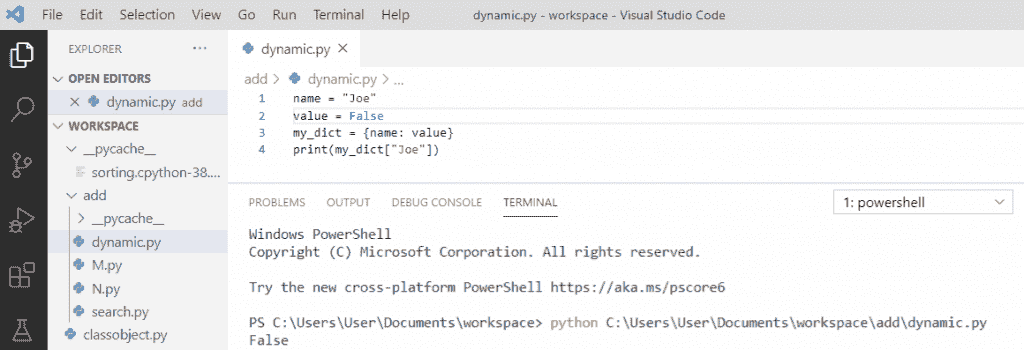 File Edit Selection View Go Run Terminal Help dynamic.py - workspace - Visual Studio Code
EXPLORER ...
OPEN EDITORS
dynamic.py add
WORKSPACE
__pycache__
sorting.cpython-38....
add
__pycache__
dynamic.py
M.py
N.py
search.py
classobject.py
dynamic.py
add > dynamic.py > ...
1 name = "Joe"
2 value = False
3 my_dict = {name: value}
4 print(my_dict["Joe"])
PROBLEMS OUTPUT DEBUG CONSOLE TERMINAL 1: powershell
Windows PowerShell
Copyright (C) Microsoft Corporation. All rights reserved.
Try the new cross-platform PowerShell https://aka.ms/pscore6
PS C:\Users\User\Documents\workspace> python C:\Users\User\Documents\workspace\add\dynamic.py
False